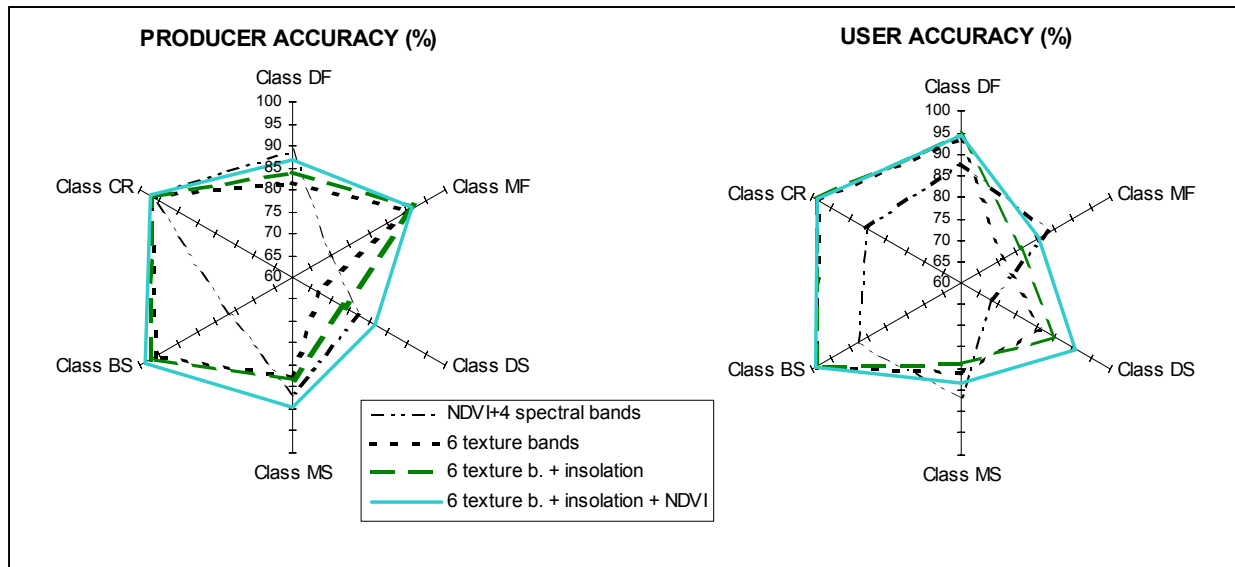 PRODUCER ACCURACY (%)
Class DF
100
95
90
85
80
75
70
65
60
Class MF
Class DS
Class MS
Class BS
Class CR
USER ACCURACY (%)
Class DF
100
95
90
85
80
75
70
65
60
Class MF
Class DS
Class MS
Class BS
Class CR
NDVI+4 spectral bands
6 texture bands
6 texture b. + insolation
6 texture b. + insolation + NDVI